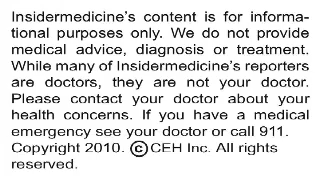 Insidermedicine's content is for informa-
tional purposes only. We do not provide
medical advice, diagnosis or treatment.
While many of Insidermedicine's reporters
are doctors, they are not your doctor.
Please contact your doctor about your
health concerns. If you have a medical
emergency see your doctor or call 911.
Copyright 2010. © CEH Inc. All rights
reserved.